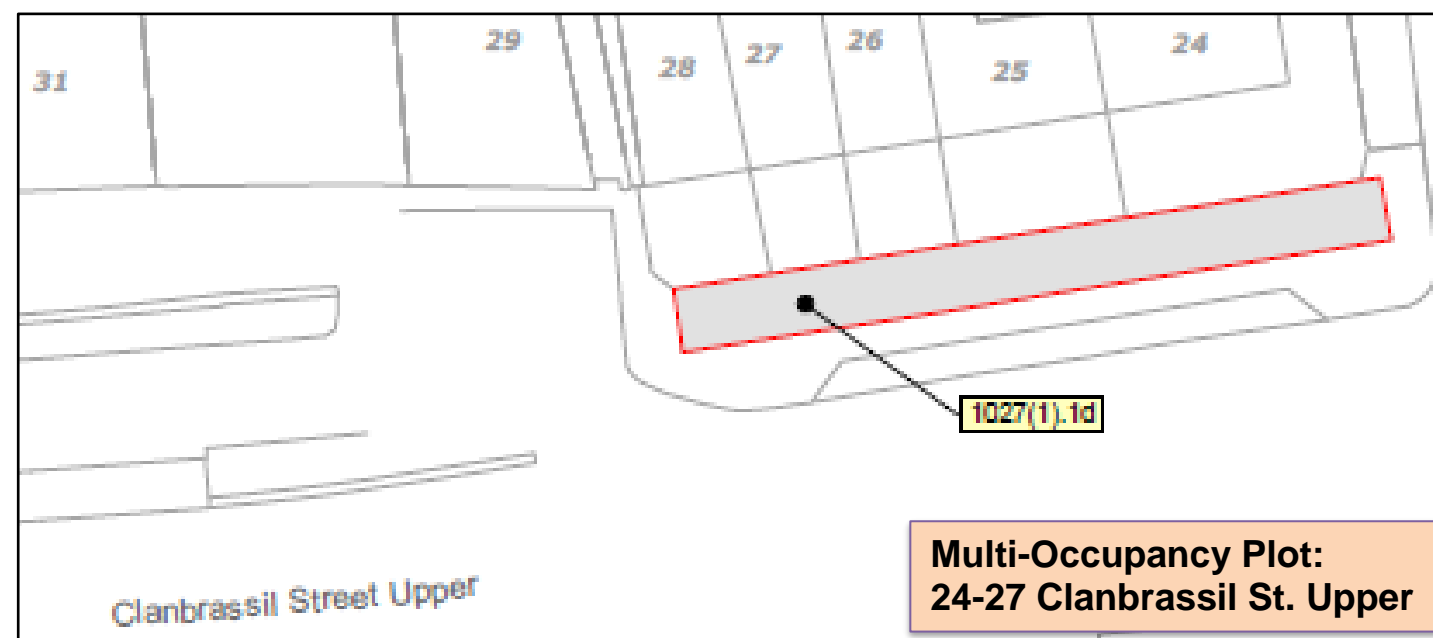 31
29
28
27
26
25
24
1027(1).1d
Multi-Occupancy Plot:
24-27 Clanbrassil St. Upper
Clanbrassil Street Upper